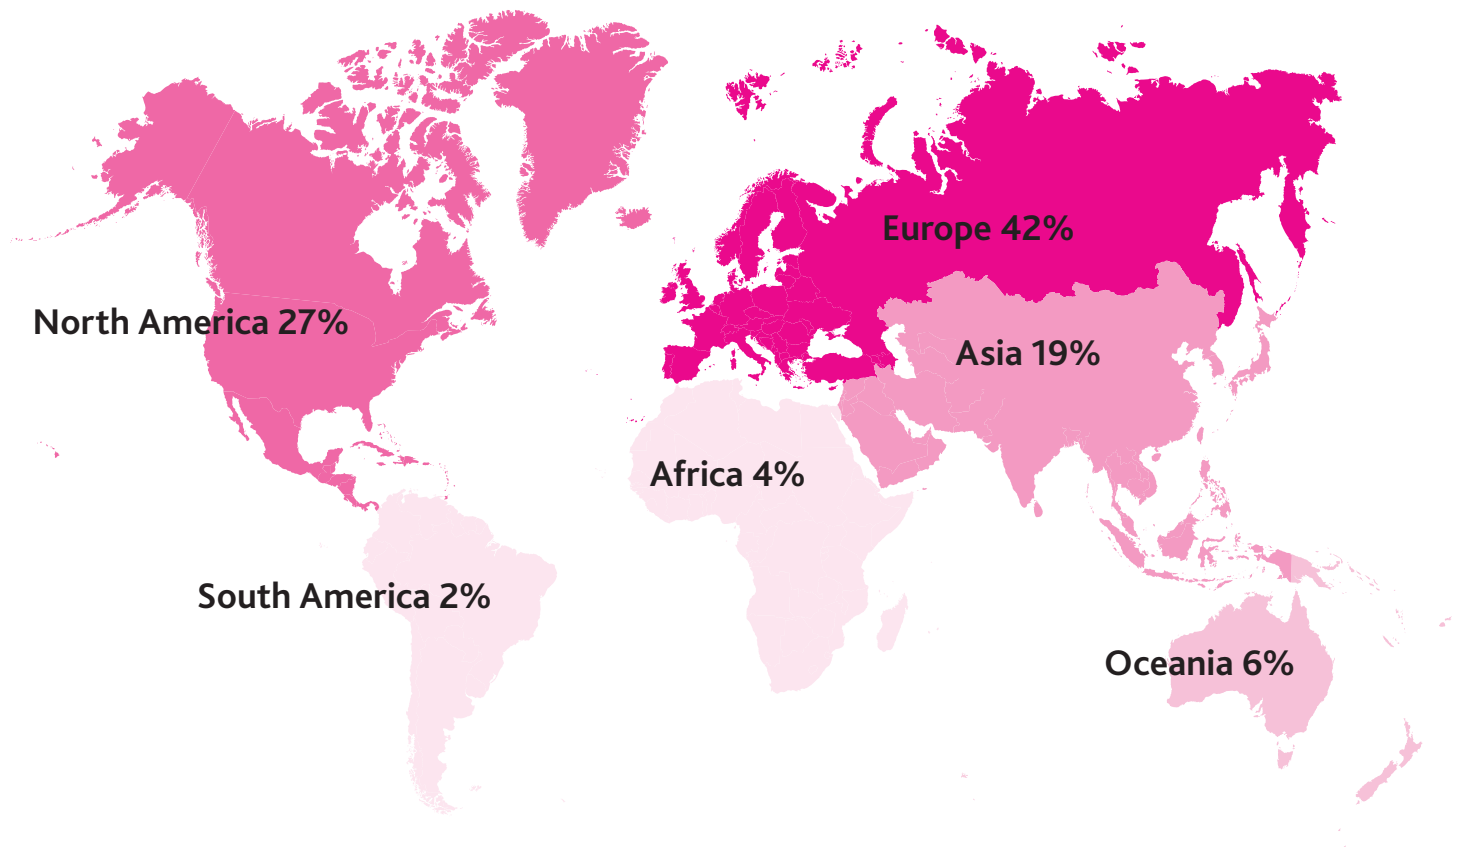 Europe 42%
North America 27%
Asia 19%
Africa 4%
South America 2%
Oceania 6%